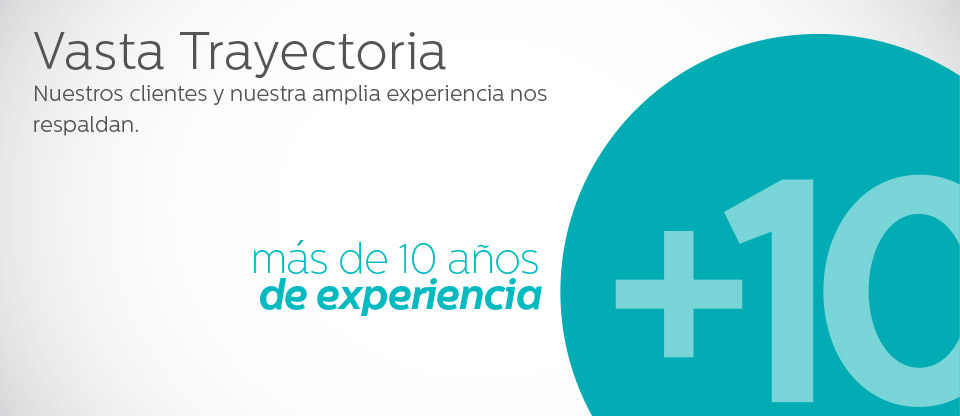 Vasta Trayectoria
Nuestros clientes y nuestra amplia experiencia nos
respaldan.
más de 10 años
de experiencia
+10